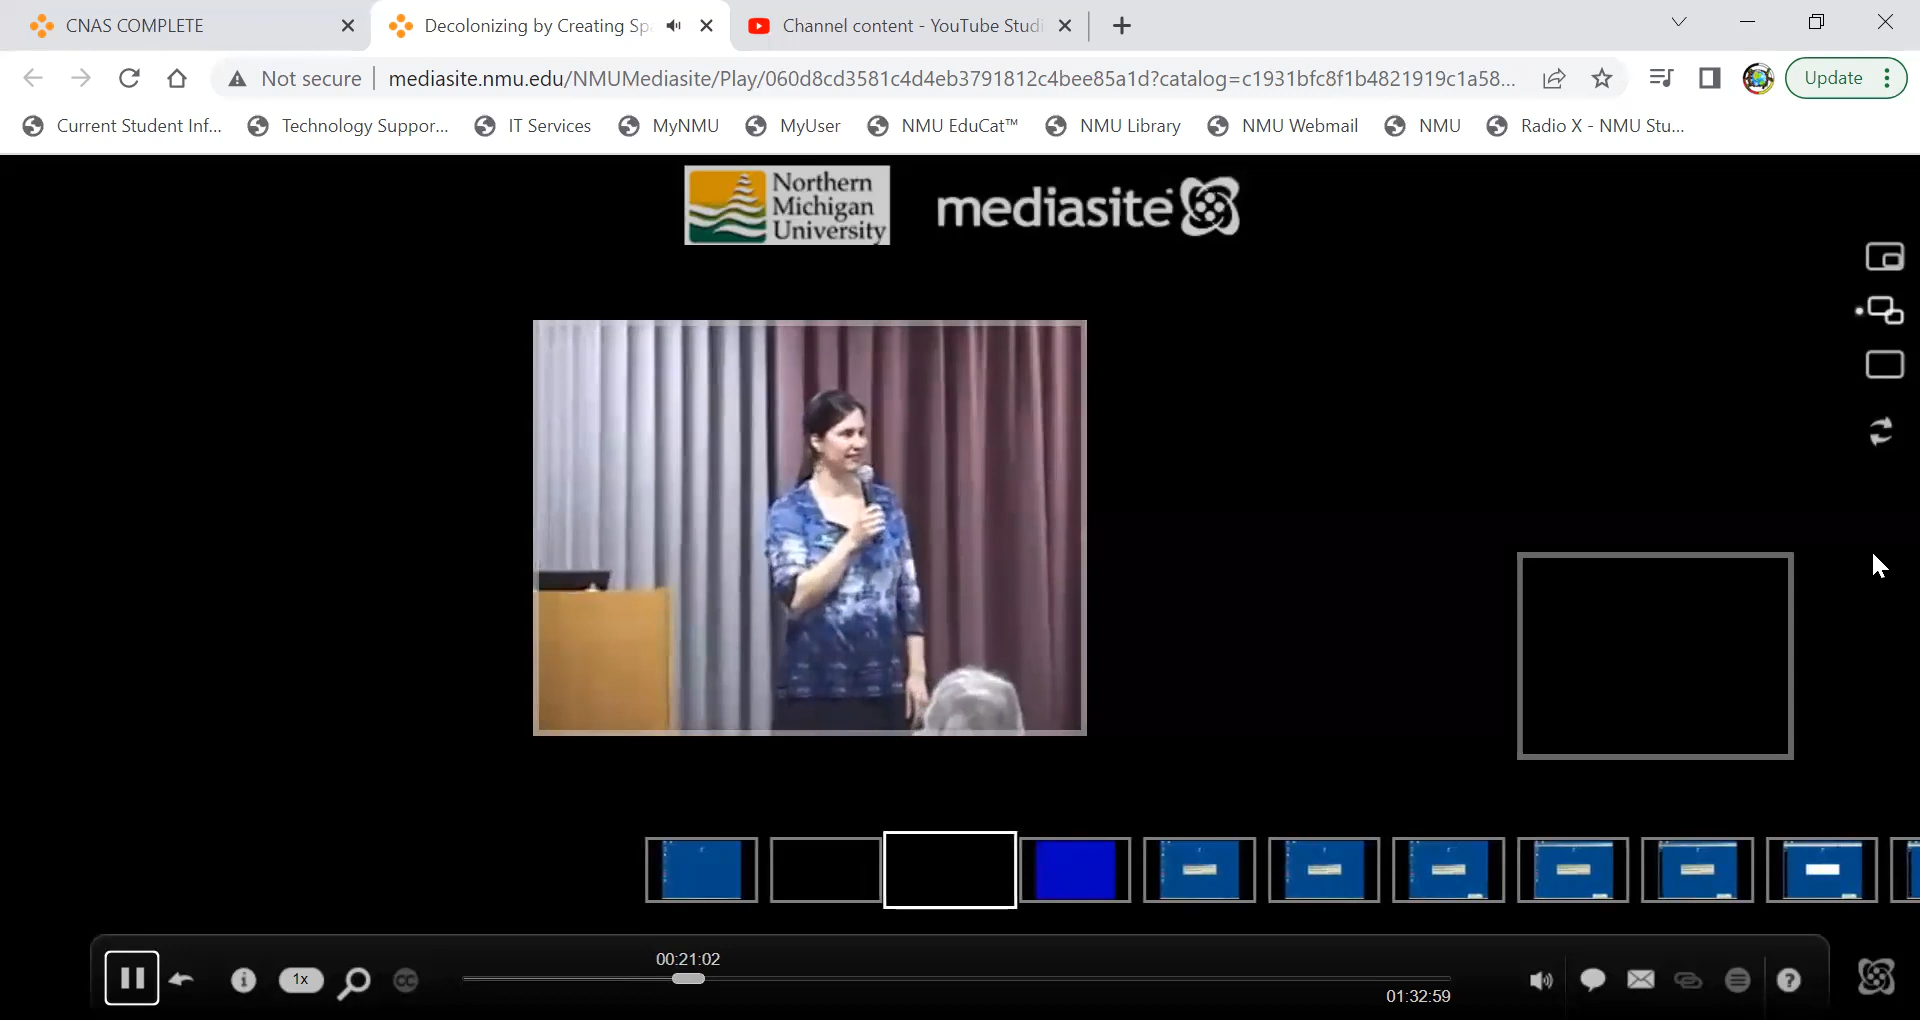 CNAS COMPLETE
Decolonizing by Creating Sp
Channel content - YouTube Studi
Not secure
mediasite.nmu.edu/NMUMediasite/Play/060d8cd3581c4d4eb3791812c4bee85a1d?catalog=c1931bfc8f1b4821919c1a58...
Update
Current Student Inf...
Technology Suppor...
IT Services
MyNMU
MyUser
NMU EduCat™
NMU Library
NMU Webmail
NMU
Radio X - NMU Stu...
Northern
Michigan
University
mediasite
00:21:02
1x
CC
01:32:59